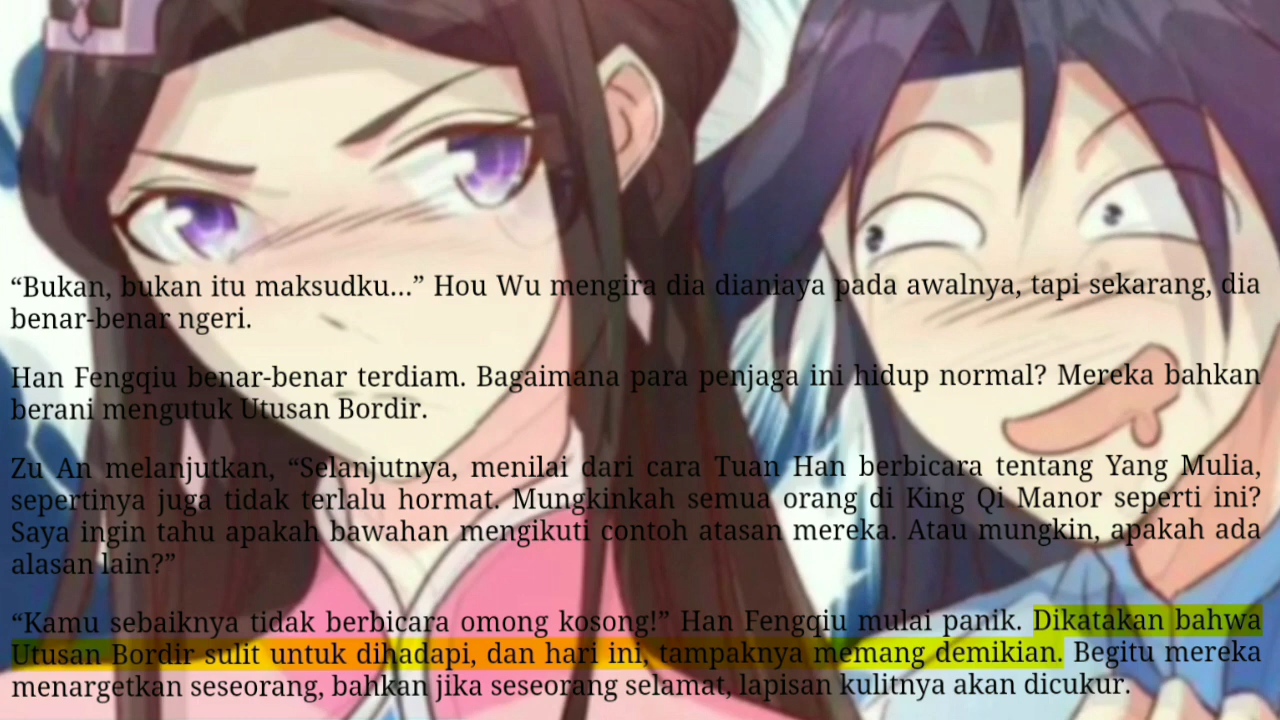 “Bukan, bukan itu maksudku...” Hou Wu mengira dia dianiaya pada awalnya, tapi sekarang, dia
benar-benar ngeri.
Han Fengqiu benar-benar terdiam. Bagaimana para penjaga ini hidup normal? Mereka bahkan
berani mengutuk Utusan Bordir.
Zu An melanjutkan, “Selanjutnya, menilai dari cara Tuan Han berbicara tentang Yang Mulia,
sepertinya juga tidak terlalu hormat. Mungkinkah semua orang di King Qi Manor seperti ini?
Saya ingin tahu apakah bawahan mengikuti contoh atasan mereka. Atau mungkin, apakah ada
alasan lain?”
“Kamu sebaiknya tidak berbicara omong kosong!” Han Fengqiu mulai panik. Dikatakan bahwa
Utusan Bordir sulit untuk dihadapi, dan hari ini, tampaknya memang demikian. Begitu mereka
menargetkan seseorang, bahkan jika seseorang selamat, lapisan kulitnya akan dicukur.